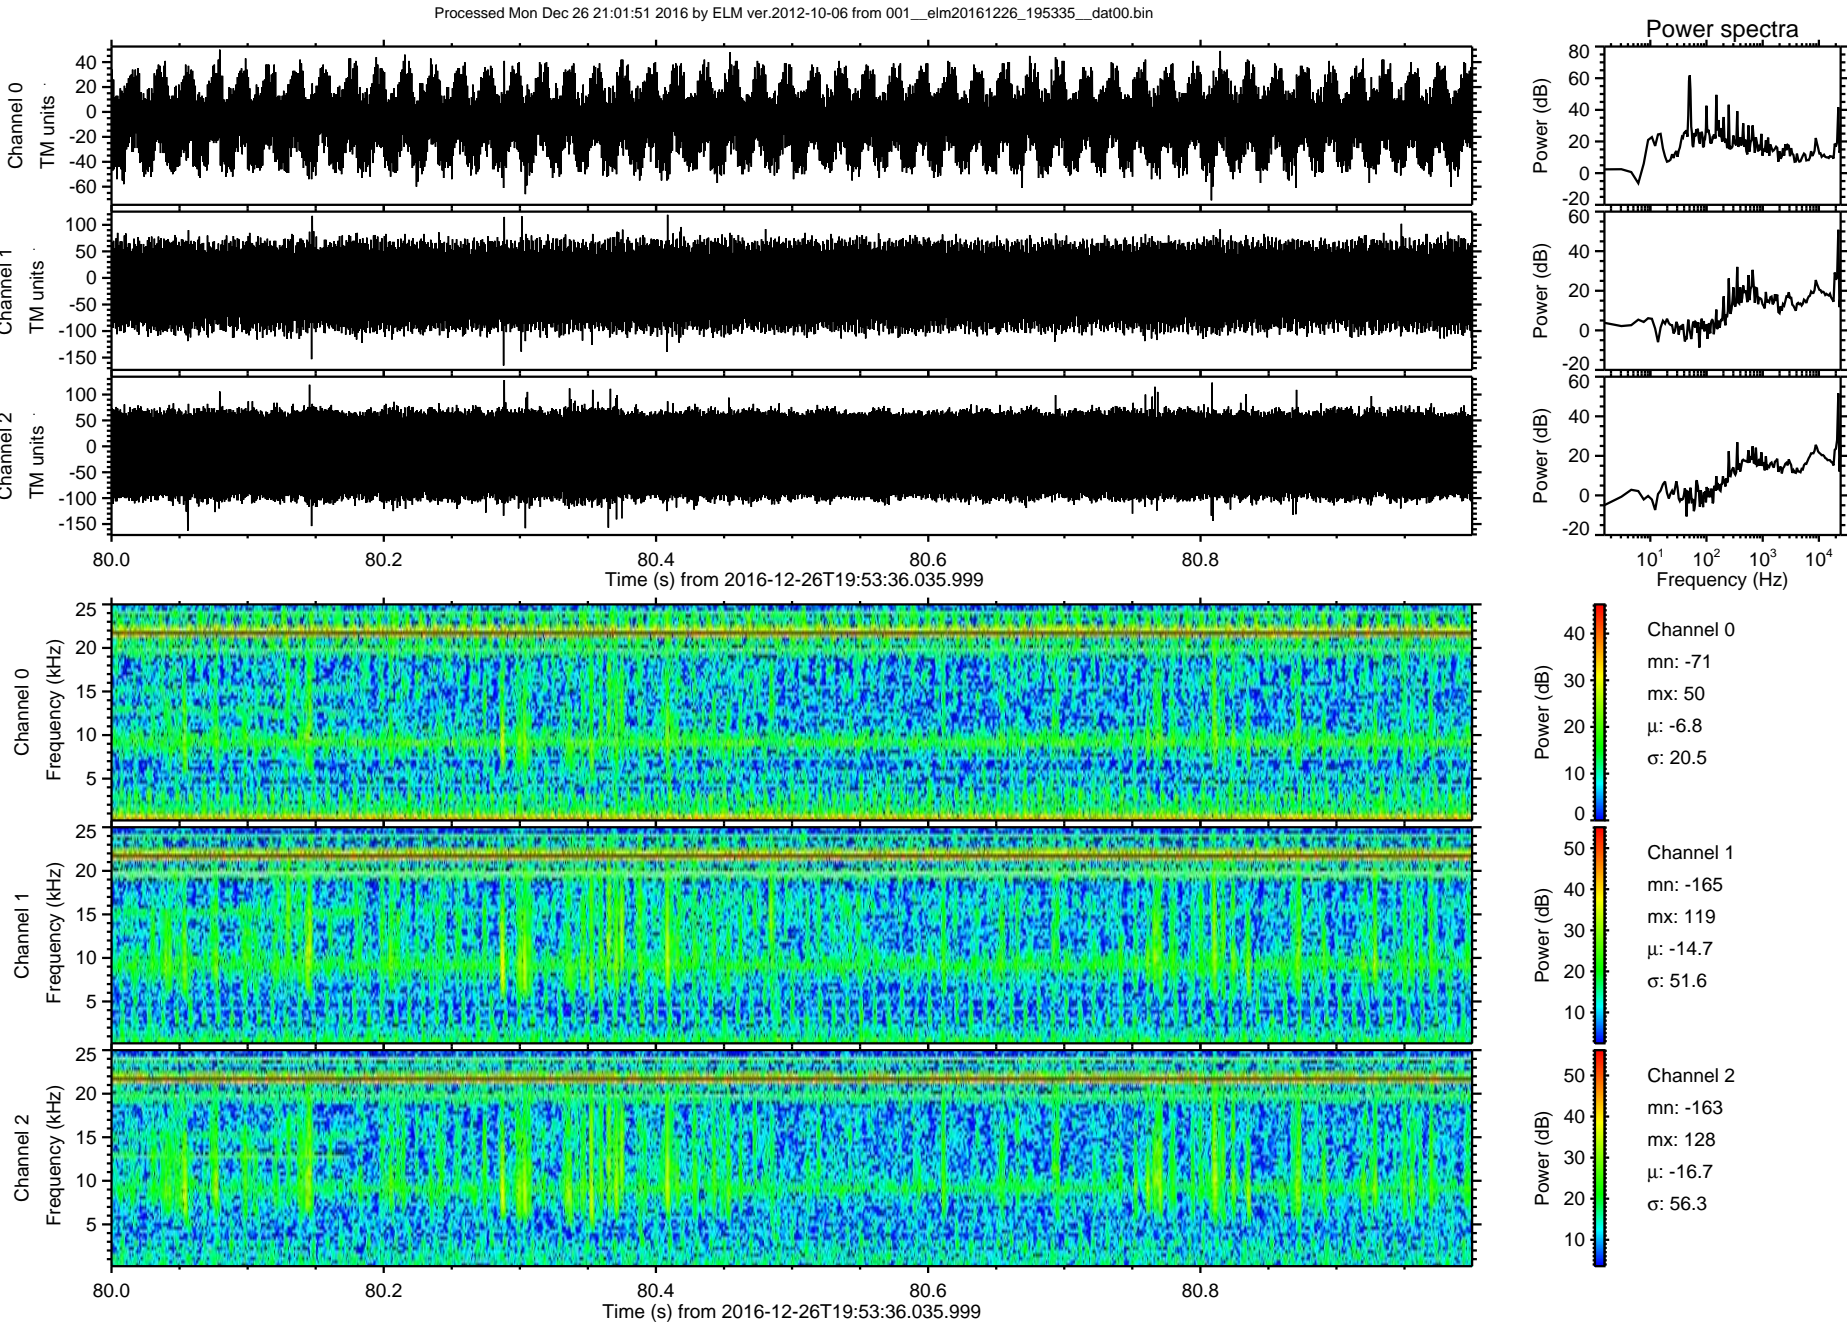 Processed Mon Dec 26 21:01:51 2016 by ELM ver.2012-10-06 from 001__elm20161226_195335__dat00.bin
Power spectra
Channel 0
TM units
40
20
0
-20
-40
-60
Power (dB)
80
60
40
20
0
-20
Channel 1
TM units
100
50
0
-50
-100
-150
Power (dB)
60
40
20
0
-20
Channel 2
TM units
100
50
0
-50
-100
-150
Power (dB)
60
40
20
0
-20
80.0 80.2 80.4 80.6 80.8
Time (s) from 2016-12-26T19:53:36.035.999
10¹ 10² 10³ 10⁴
Frequency (Hz)
Channel 0
Frequency (kHz)
25
20
15
10
5
Power (dB)
40
30
20
10
0
Channel 0
mn: -71
mx: 50
µ: -6.8
σ: 20.5
Channel 1
Frequency (kHz)
25
20
15
10
5
Power (dB)
50
40
30
20
10
Channel 1
mn: -165
mx: 119
µ: -14.7
σ: 51.6
Channel 2
Frequency (kHz)
25
20
15
10
5
Power (dB)
50
40
30
20
10
Channel 2
mn: -163
mx: 128
µ: -16.7
σ: 56.3
80.0 80.2 80.4 80.6 80.8
Time (s) from 2016-12-26T19:53:36.035.999